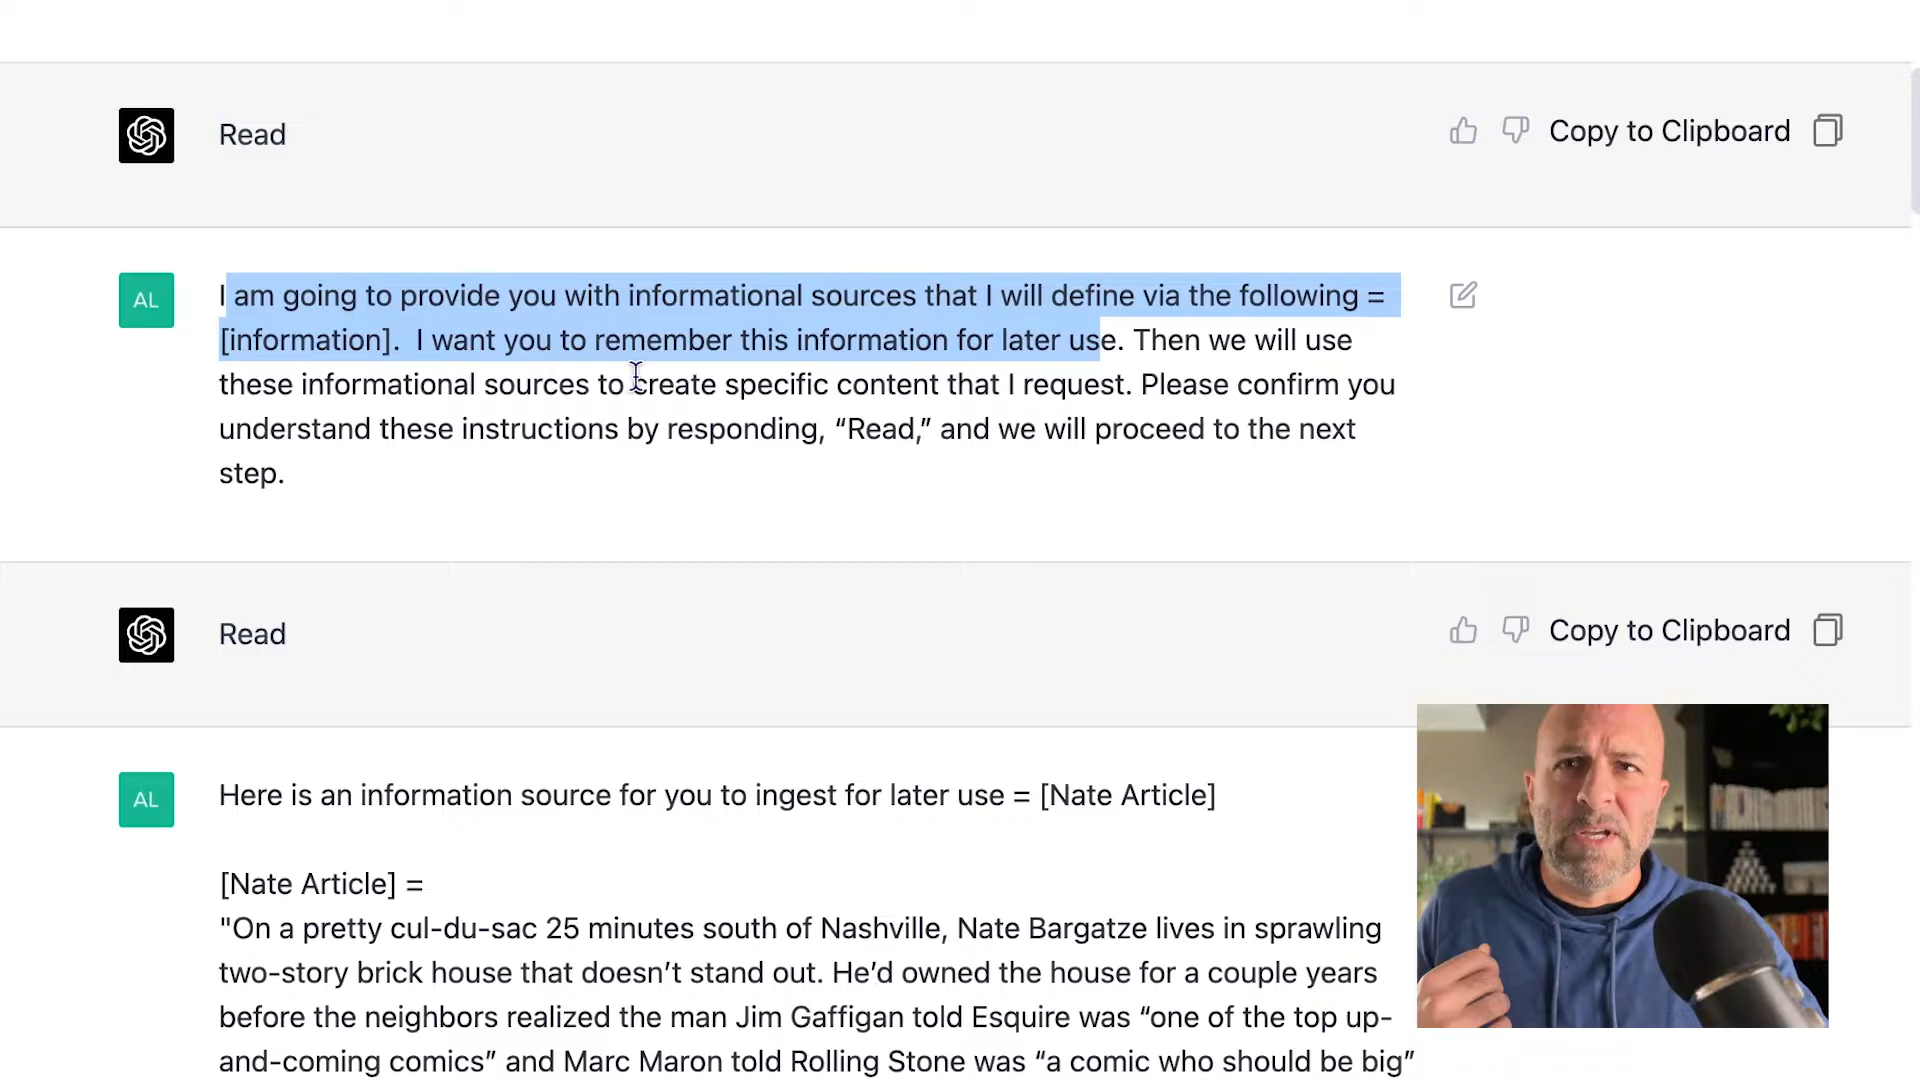 Read
Copy to Clipboard
AL
I am going to provide you with informational sources that I will define via the following =
[information].  I want you to remember this information for later use. Then we will use
these informational sources to create specific content that I request. Please confirm you
understand these instructions by responding, “Read,” and we will proceed to the next
step.
Read
Copy to Clipboard
AL
Here is an information source for you to ingest for later use = [Nate Article]
[Nate Article] =
"On a pretty cul-du-sac 25 minutes south of Nashville, Nate Bargatze lives in sprawling
two-story brick house that doesn’t stand out. He’d owned the house for a couple years
before the neighbors realized the man Jim Gaffigan told Esquire was “one of the top up-
and-coming comics” and Marc Maron told Rolling Stone was “a comic who should be big”